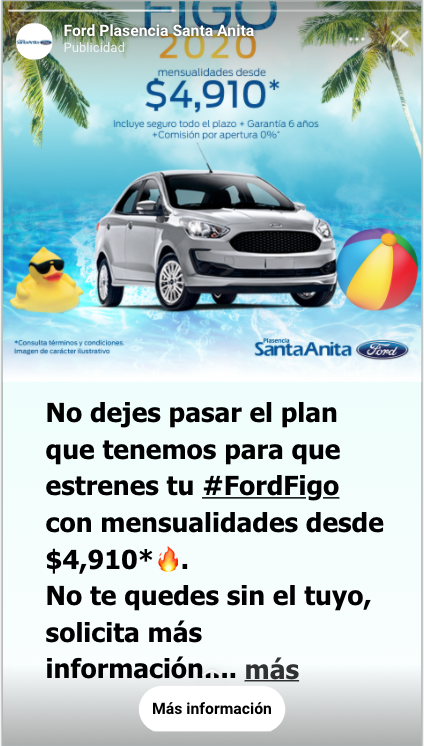 FIGO
Ford Plasencia Santa Anita
Publicidad
2020
mensualidades desde
$4,910*
Incluye seguro todo el plazo + Garantía 6 años
+Comisión por apertura 0%*
*Consulta términos y condiciones.
Imagen de carácter ilustrativo
Plasencia
SantaAnita Ford
No dejes pasar el plan
que tenemos para que
estrenes tu #FordFigo
con mensualidades desde
$4,910*🔥.
No te quedes sin el tuyo,
solicita más
información.... más
Más información